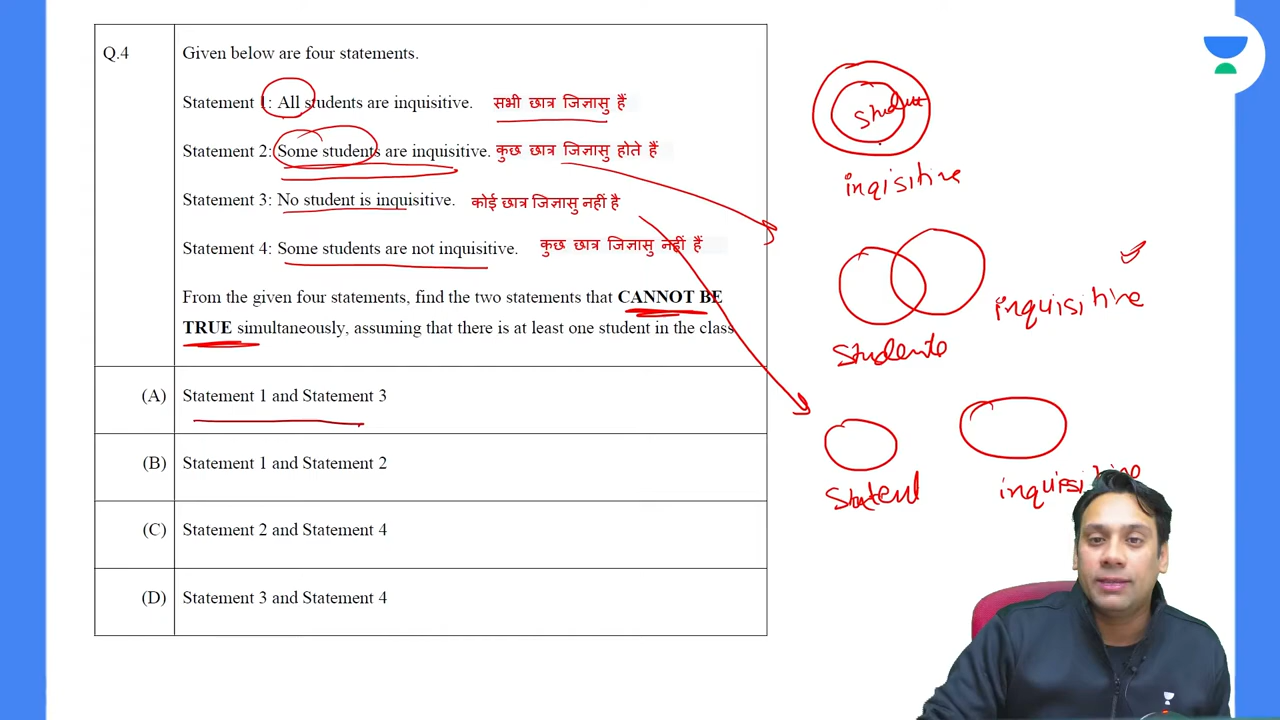 Q.4
Given below are four statements.
Statement 1: All students are inquisitive. सभी छात्र जिज्ञासु हैं
Statement 2: Some students are inquisitive. कुछ छात्र जिज्ञासु होते हैं
Statement 3: No student is inquisitive. कोई छात्र जिज्ञासु नहीं है
Statement 4: Some students are not inquisitive. कुछ छात्र जिज्ञासु नहीं हैं
From the given four statements, find the two statements that CANNOT BE
TRUE simultaneously, assuming that there is at least one student in the class
(A) Statement 1 and Statement 3
(B) Statement 1 and Statement 2
(C) Statement 2 and Statement 4
(D) Statement 3 and Statement 4
inqisitive
inquisitive